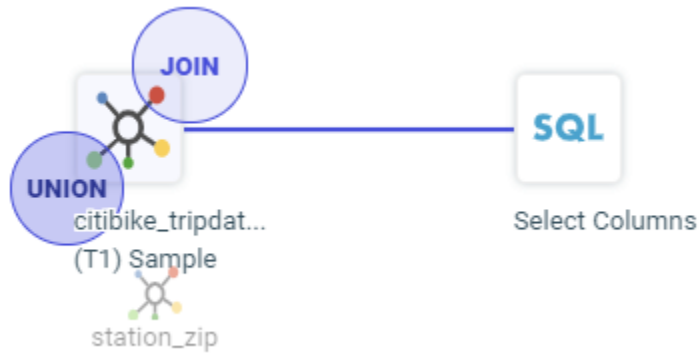 JOIN
SQL
UNION
citibike_tripdat...
Select Columns
(T1) Sample
station_zip